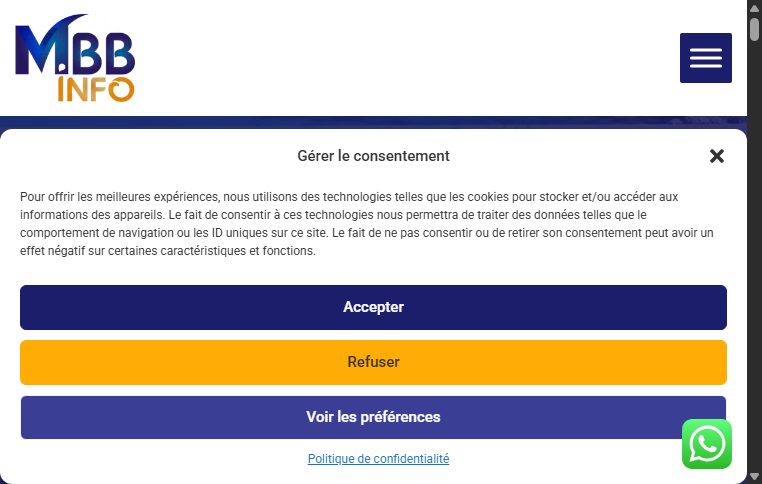 MBB
INFO
Gérer le consentement
Pour offrir les meilleures expériences, nous utilisons des technologies telles que les cookies pour stocker et/ou accéder aux
informations des appareils. Le fait de consentir à ces technologies nous permettra de traiter des données telles que le
comportement de navigation ou les ID uniques sur ce site. Le fait de ne pas consentir ou de retirer son consentement peut avoir un
effet négatif sur certaines caractéristiques et fonctions.
Accepter
Refuser
Voir les préférences
Politique de confidentialité